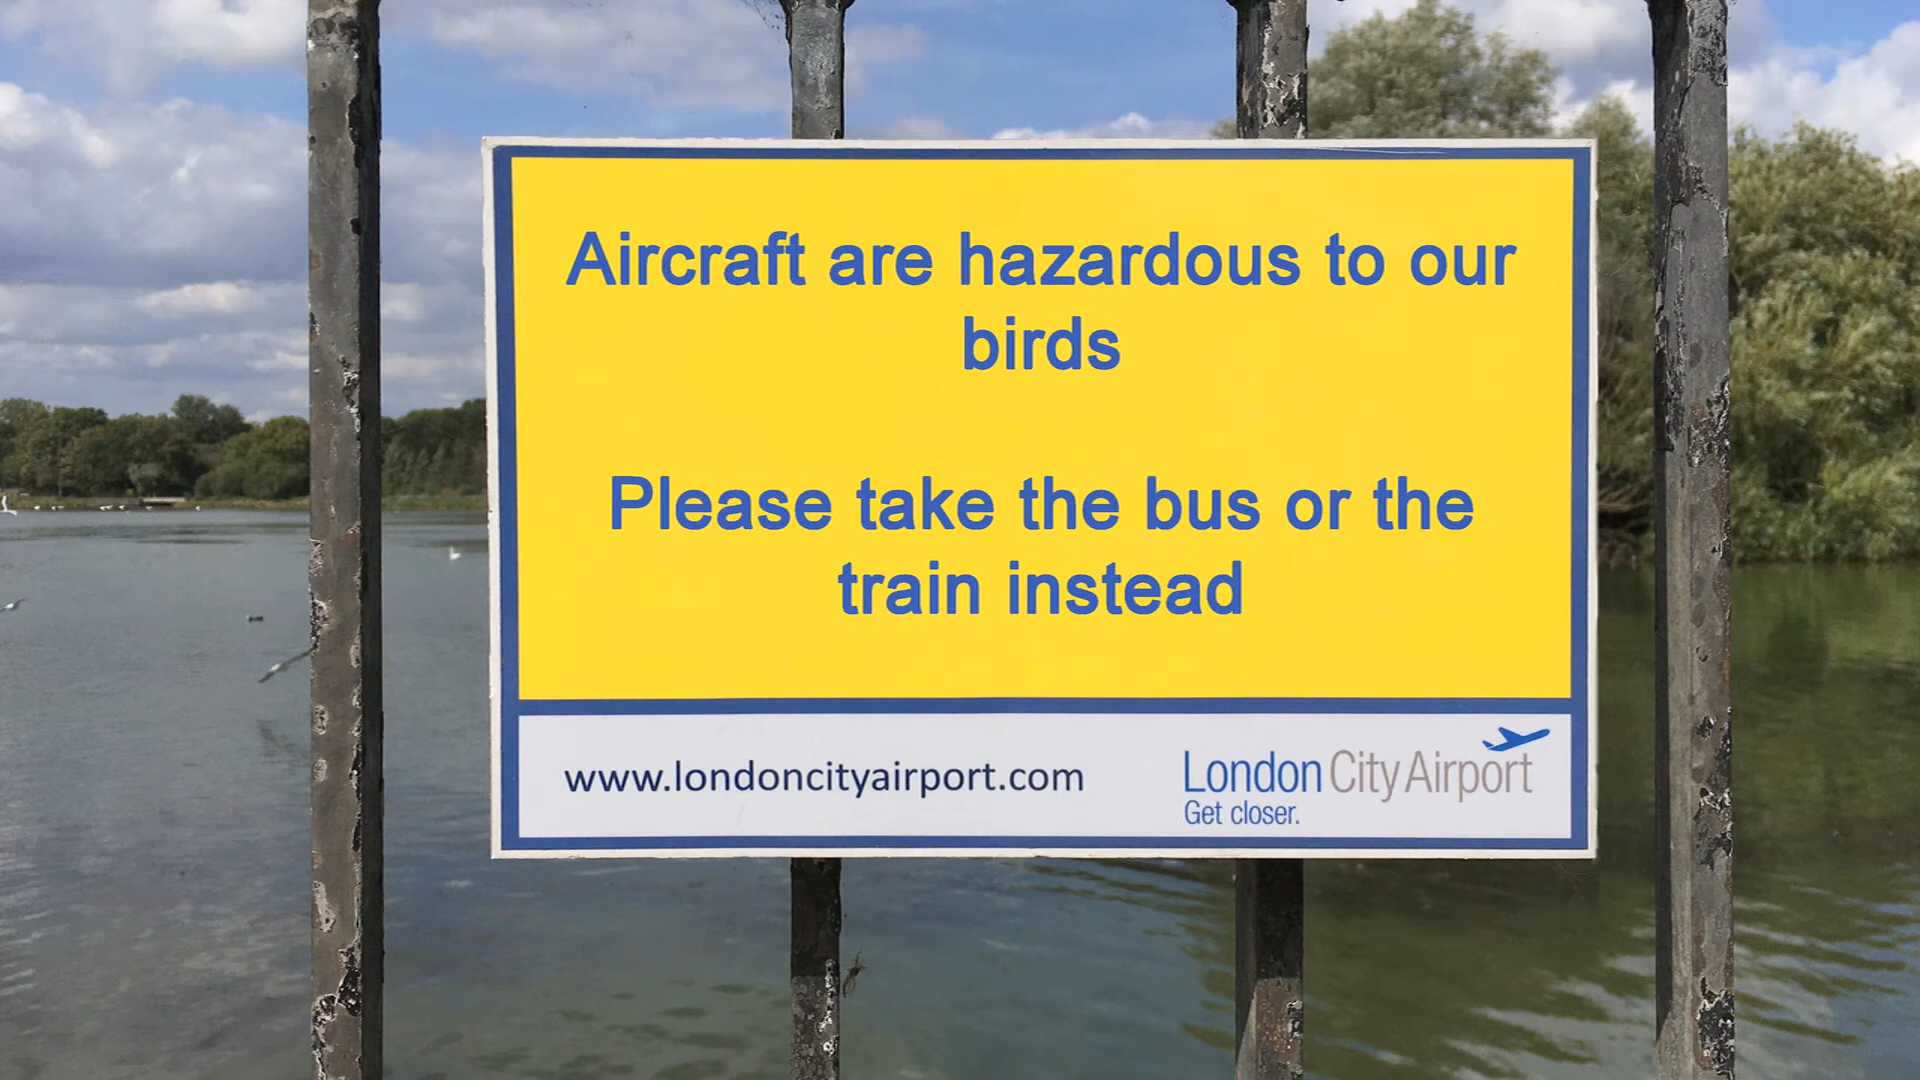 Aircraft are hazardous to our
birds
Please take the bus or the
train instead
www.londoncityairport.com
London City Airport
Get closer.